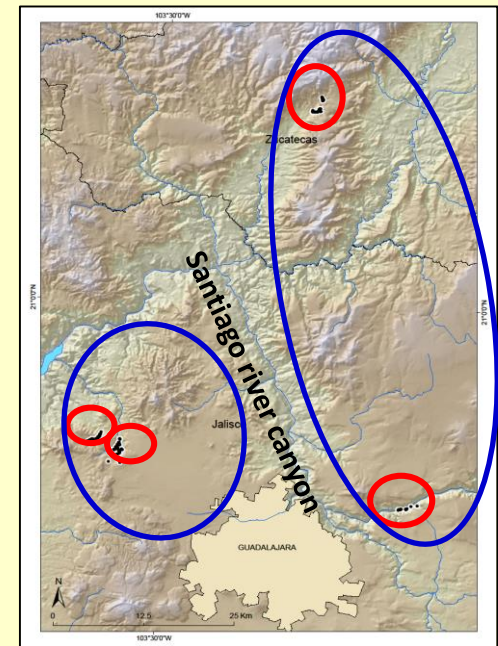 103°30'0"W
Zacatecas
21°0'0"N
21°0'0"N
Santiago river canyon
Jalisco
GUADALAJARA
N
0
12.5
25 Km
103°30'0"W